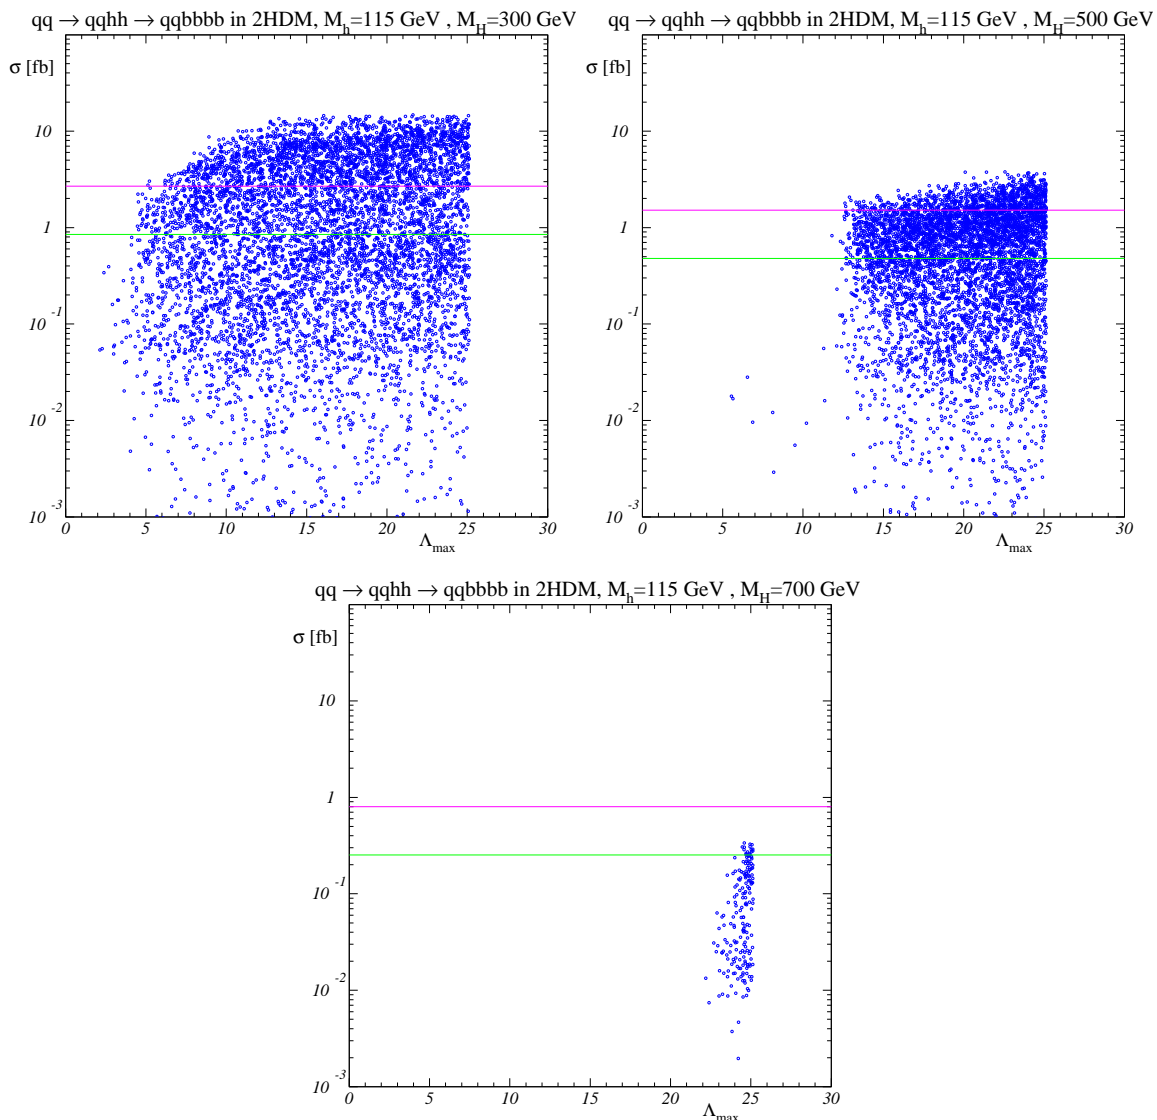 qq → qqhh → qqbbbb in 2HDM, M_h=115 GeV , M_H=300 GeV
σ [fb]
10
1
10^-1
10^-2
10^-3
0 5 10 15 20 25 30
Λ_max
qq → qqhh → qqbbbb in 2HDM, M_h=115 GeV , M_H=500 GeV
σ [fb]
10
1
10^-1
10^-2
10^-3
0 5 10 15 20 25 30
Λ_max
qq → qqhh → qqbbbb in 2HDM, M_h=115 GeV , M_H=700 GeV
σ [fb]
10
1
10^-1
10^-2
10^-3
0 5 10 15 20 25 30
Λ_max